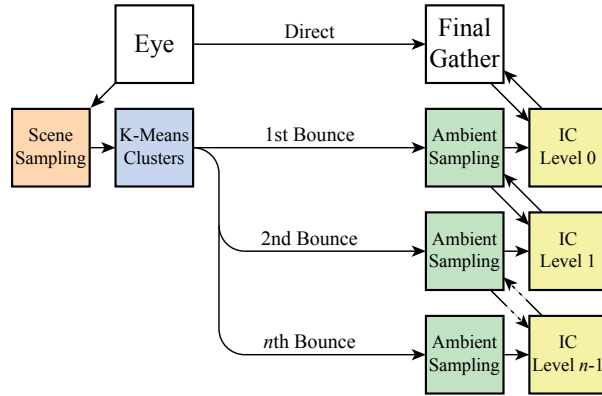 Eye
Direct
Final
Gather
Scene
Sampling
K-Means
Clusters
1st Bounce
Ambient
Sampling
IC
Level 0
2nd Bounce
Ambient
Sampling
IC
Level 1
nth Bounce
Ambient
Sampling
IC
Level n-1